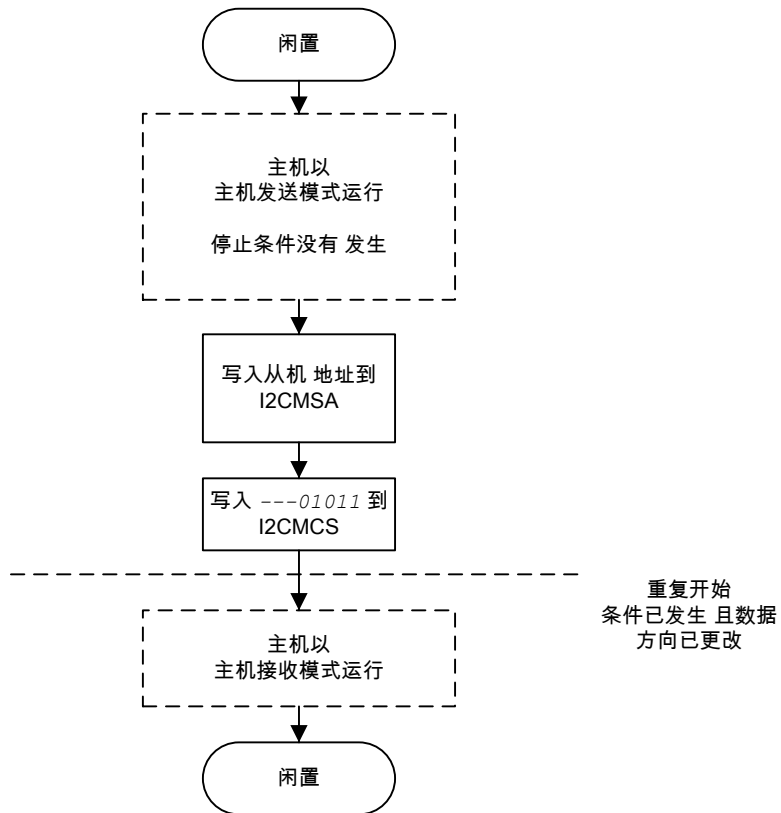 闲置
主机以
主机发送模式运行
停止条件没有 发生
写入从机 地址到
I2CMSA
写入 ---01011 到
I2CMCS
重复开始
条件已发生 且数据
方向已更改
主机以
主机接收模式运行
闲置